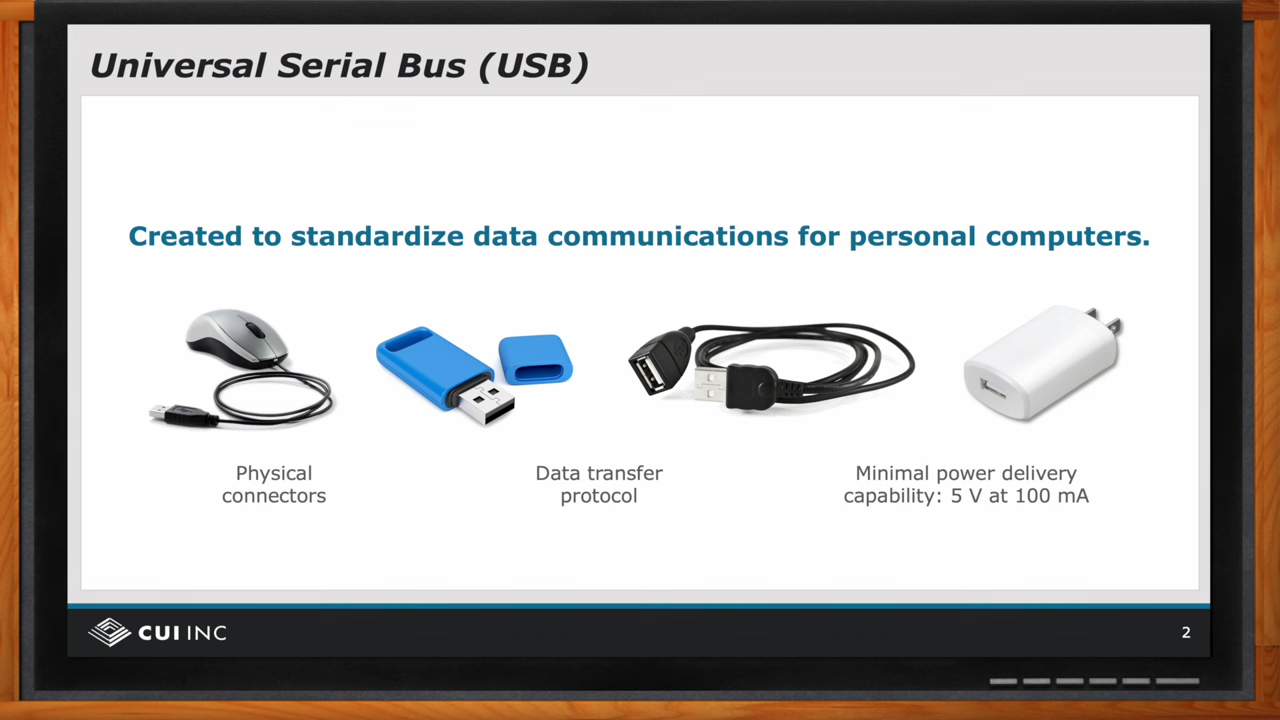 Universal Serial Bus (USB)
Created to standardize data communications for personal computers.
Physical
connectors
Data transfer
protocol
Minimal power delivery
capability: 5 V at 100 mA
CUI INC
2